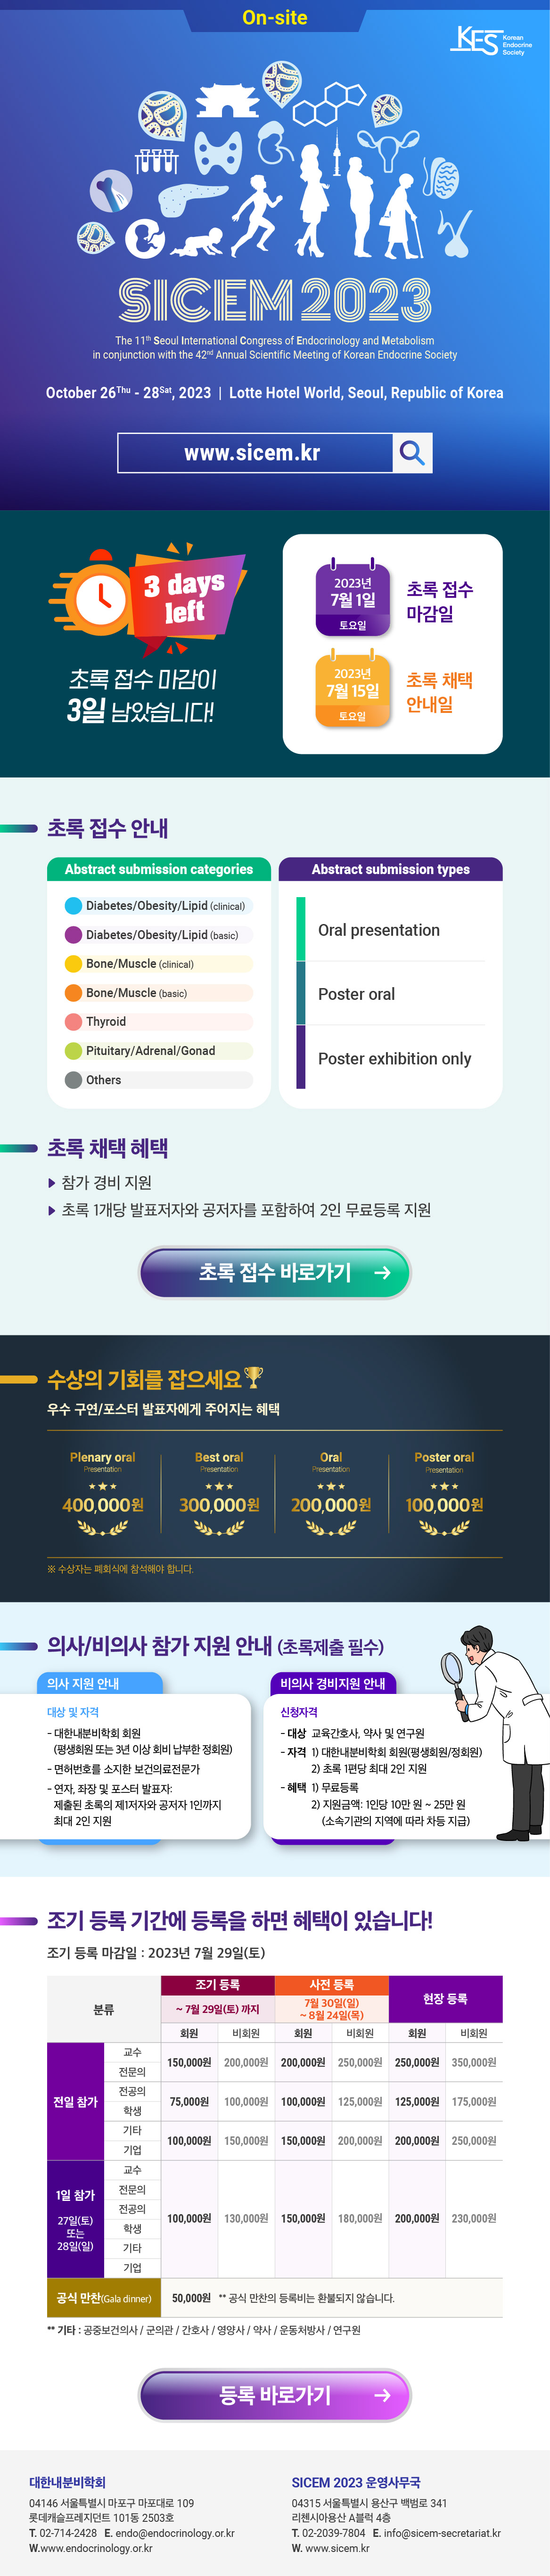 On-site
KES Korean
Endocrine
Society
SICEM 2023
The 11th Seoul International Congress of Endocrinology and Metabolism
in conjunction with the 42nd Annual Scientific Meeting of Korean Endocrine Society
October 26Thu - 28Sat, 2023 | Lotte Hotel World, Seoul, Republic of Korea
www.sicem.kr
3 days
left
초록 접수 마감이
3일 남았습니다!
2023년
7월 1일
토요일
초록 접수
마감일
2023년
7월 15일
토요일
초록 채택
안내일
초록 접수 안내
Abstract submission categories
Diabetes/Obesity/Lipid (clinical)
Diabetes/Obesity/Lipid (basic)
Bone/Muscle (clinical)
Bone/Muscle (basic)
Thyroid
Pituitary/Adrenal/Gonad
Others
Abstract submission types
Oral presentation
Poster oral
Poster exhibition only
초록 채택 혜택
참가 경비 지원
초록 1개당 발표저자와 공저자를 포함하여 2인 무료등록 지원
초록 접수 바로가기 →
수상의 기회를 잡으세요
우수 구연/포스터 발표자에게 주어지는 혜택
Plenary oral
Presentation
400,000원
Best oral
Presentation
300,000원
Oral
Presentation
200,000원
Poster oral
Presentation
100,000원
※ 수상자는 폐회식에 참석해야 합니다.
의사/비의사 참가 지원 안내 (초록제출 필수)
의사 지원 안내
대상 및 자격
- 대한내분비학회 회원
(평생회원 또는 3년 이상 회비 납부한 정회원)
- 면허번호를 소지한 보건의료전문가
- 연자, 좌장 및 포스터 발표자:
제출된 초록의 제1저자와 공저자 1인까지
최대 2인 지원
비의사 경비지원 안내
신청자격
- 대상 교육간호사, 약사 및 연구원
- 자격 1) 대한내분비학회 회원(평생회원/정회원)
2) 초록 1편당 최대 2인 지원
- 혜택 1) 무료등록
2) 지원금액: 1인당 10만 원 ~ 25만 원
(소속기관의 지역에 따라 차등 지급)
조기 등록 기간에 등록을 하면 혜택이 있습니다!
조기 등록 마감일 : 2023년 7월 29일(토)
분류 조기 등록 사전 등록 현장 등록
~ 7월 29일(토) 까지 7월 30일(일)
~ 8월 24일(목)
회원 비회원 회원 비회원 회원 비회원
전일 참가
교수
전문의
150,000원 200,000원 200,000원 250,000원 250,000원 350,000원
전공의
학생
75,000원 100,000원 100,000원 125,000원 125,000원 175,000원
기타
기업
100,000원 150,000원 150,000원 200,000원 200,000원 250,000원
1일 참가
27일(토)
또는
28일(일)
교수
전문의
전공의
학생
기타
기업
100,000원 130,000원 150,000원 180,000원 200,000원 230,000원
공식 만찬(Gala dinner) 50,000원 ** 공식 만찬의 등록비는 환불되지 않습니다.
** 기타 : 공중보건의사 / 군의관 / 간호사 / 영양사 / 약사 / 운동처방사 / 연구원
등록 바로가기 →
대한내분비학회
04146 서울특별시 마포구 마포대로 109
롯데캐슬프레지던트 101동 2503호
T. 02-714-2428 E. endo@endocrinology.or.kr
W.www.endocrinology.or.kr
SICEM 2023 운영사무국
04315 서울특별시 용산구 백범로 341
리첸시아용산 A블럭 4층
T. 02-2039-7804 E. info@sicem-secretariat.kr
W. www.sicem.kr